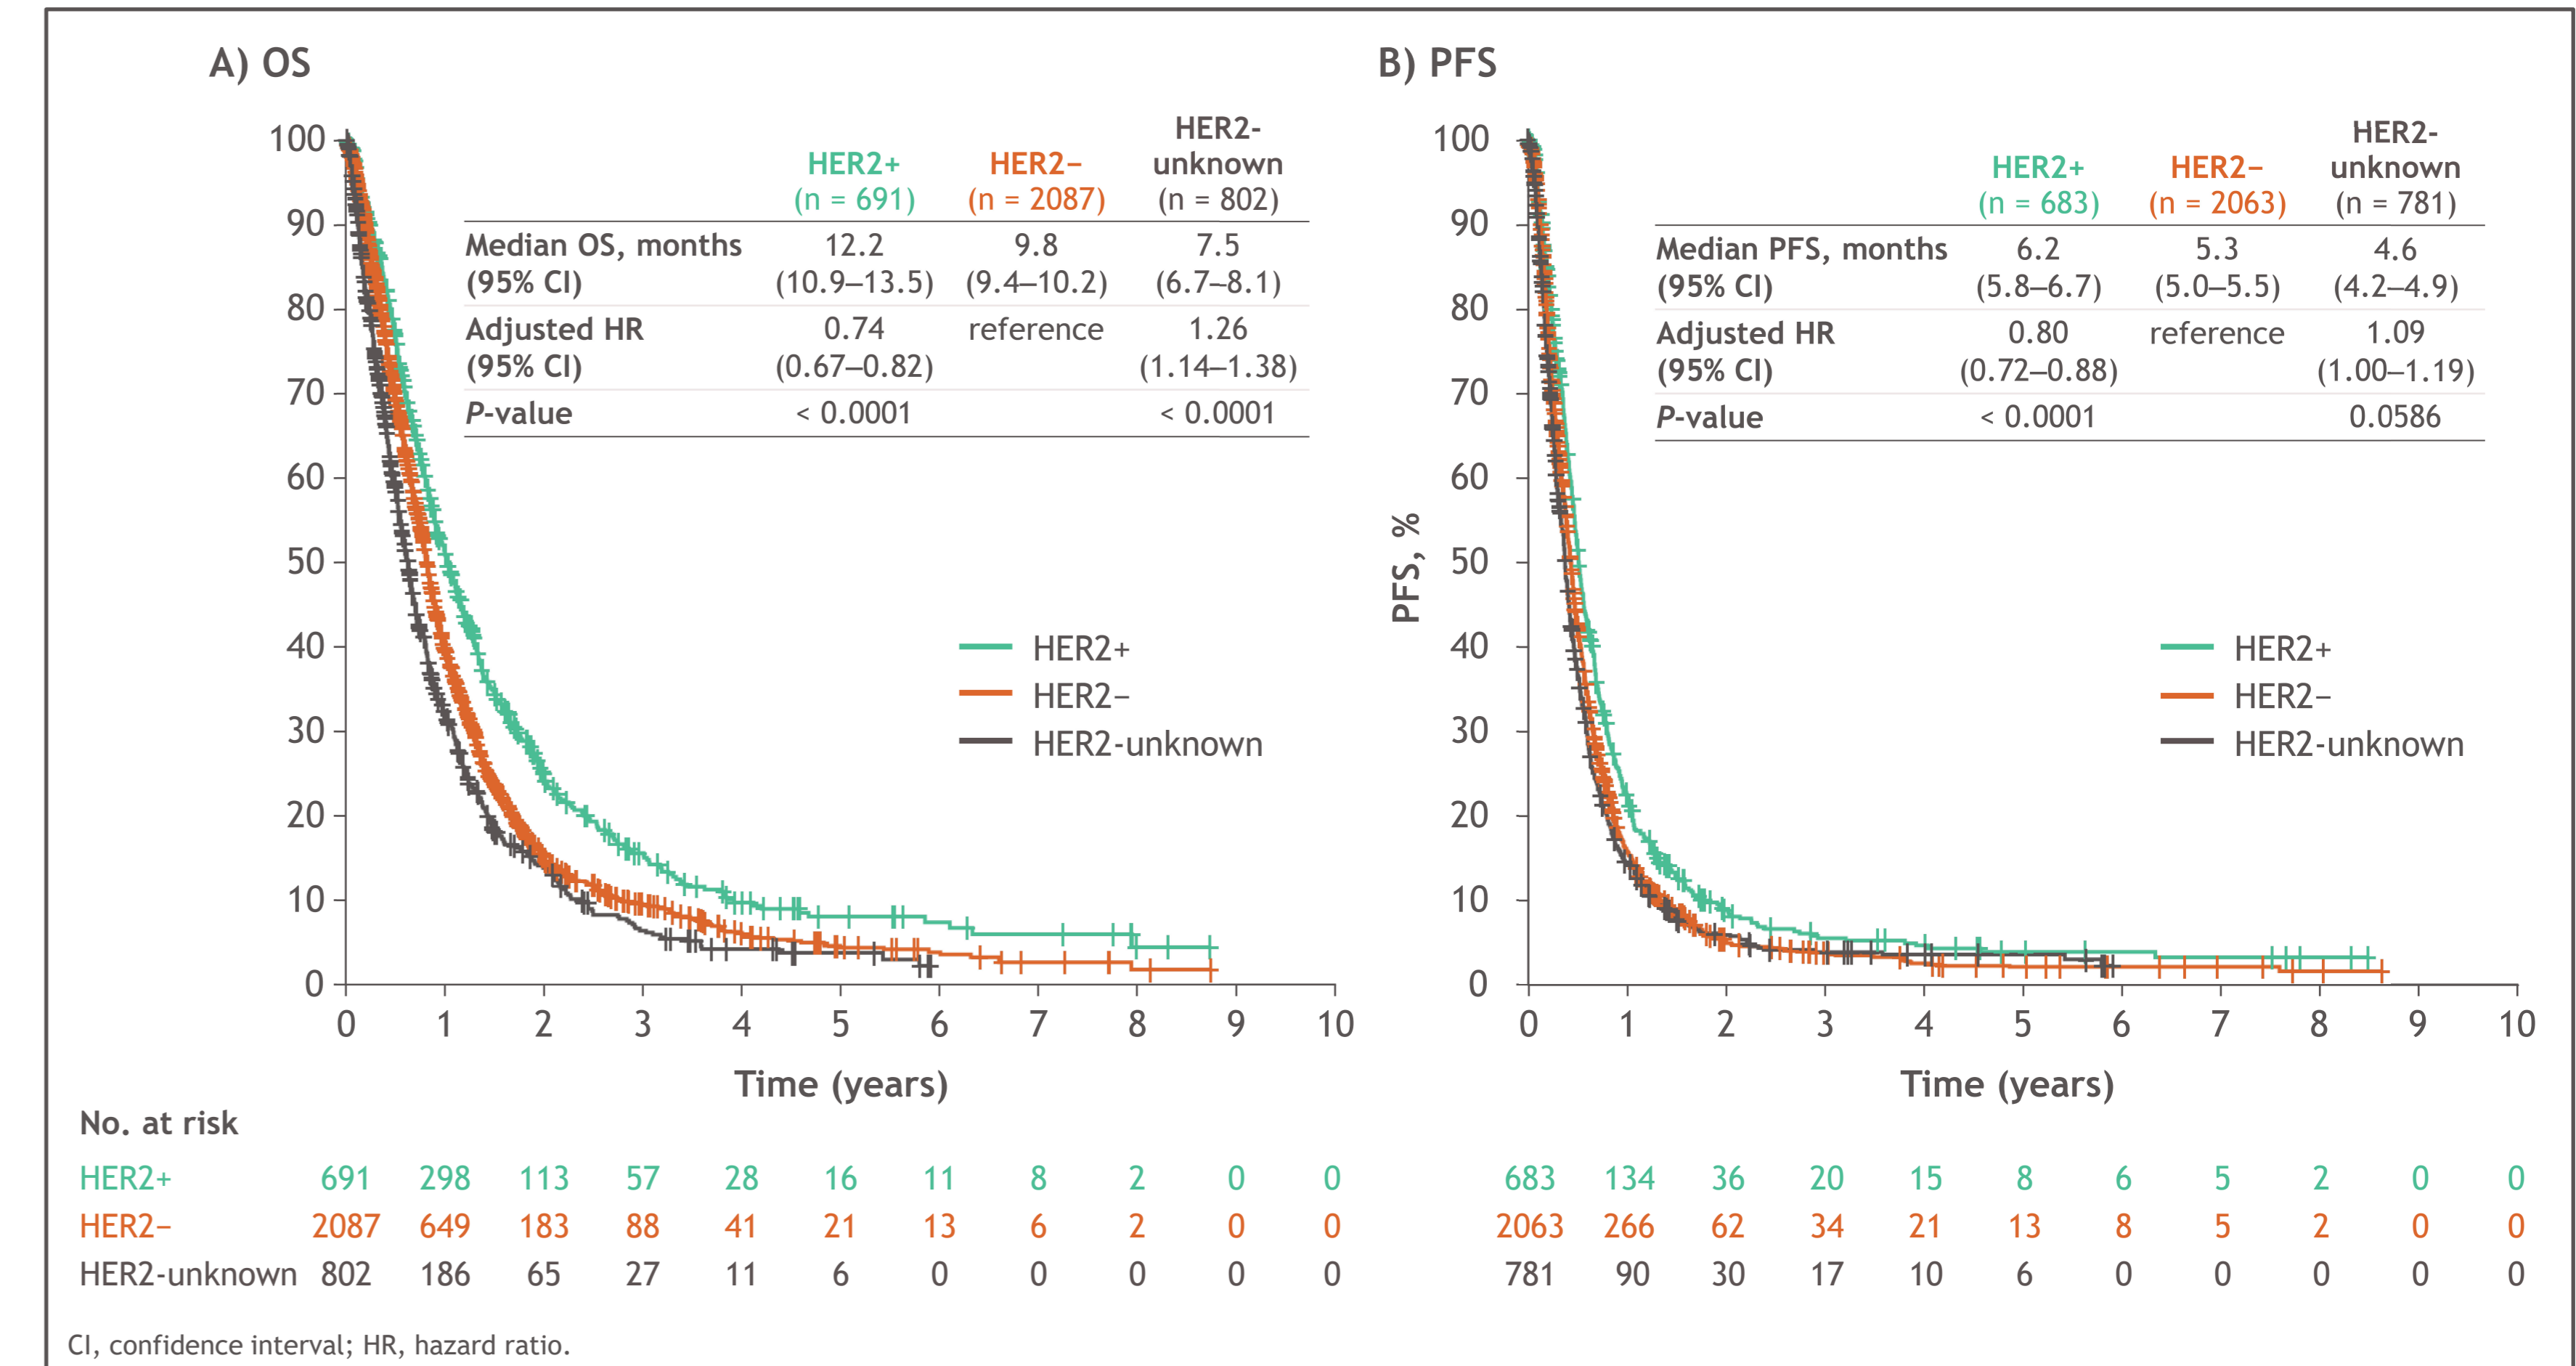 A) OS
HER2+ HER2– HER2-unknown
(n = 691) (n = 2087) (n = 802)
Median OS, months 12.2 9.8 7.5
(95% CI) (10.9–13.5) (9.4–10.2) (6.7–8.1)
Adjusted HR 0.74 reference 1.26
(95% CI) (0.67–0.82) (1.14–1.38)
P-value < 0.0001 < 0.0001
100
90
80
70
60
50
40
30
20
10
0
HER2+
HER2–
HER2-unknown
0 1 2 3 4 5 6 7 8 9 10
Time (years)
B) PFS
HER2+ HER2– HER2-unknown
(n = 683) (n = 2063) (n = 781)
Median PFS, months 6.2 5.3 4.6
(95% CI) (5.8–6.7) (5.0–5.5) (4.2–4.9)
Adjusted HR 0.80 reference 1.09
(95% CI) (0.72–0.88) (1.00–1.19)
P-value < 0.0001 0.0586
PFS, %
100
90
80
70
60
50
40
30
20
10
0
HER2+
HER2–
HER2-unknown
0 1 2 3 4 5 6 7 8 9 10
Time (years)
No. at risk
HER2+ 691 298 113 57 28 16 11 8 2 0 0 683 134 36 20 15 8 6 5 2 0 0
HER2– 2087 649 183 88 41 21 13 6 2 0 0 2063 266 62 34 21 13 8 5 2 0 0
HER2-unknown 802 186 65 27 11 6 0 0 0 0 0 781 90 30 17 10 6 0 0 0 0 0
CI, confidence interval; HR, hazard ratio.